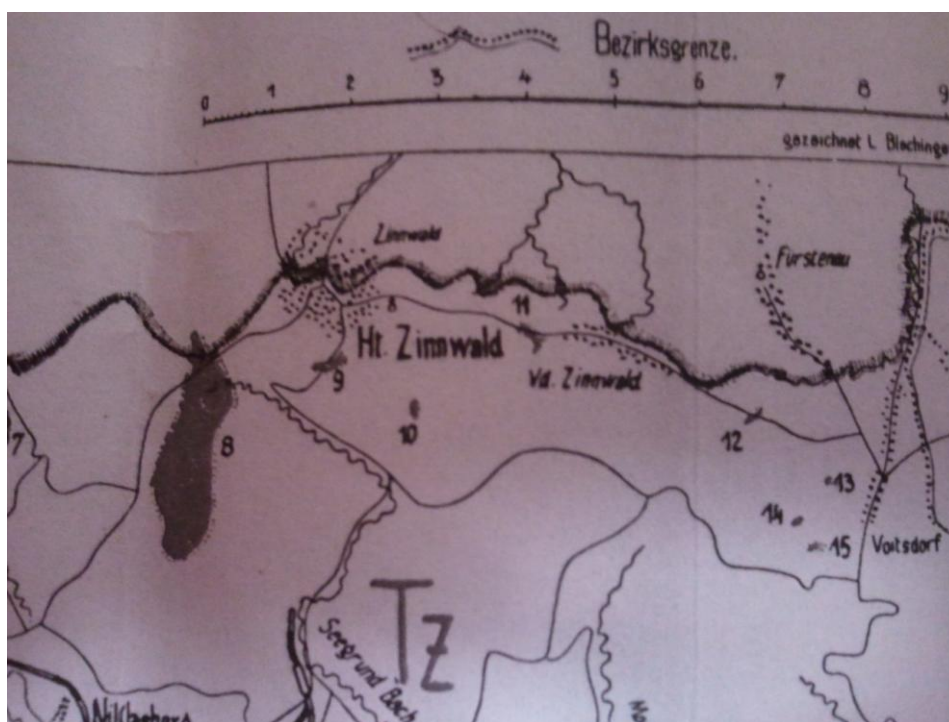 Bezirksgrenze.
0 1 2 3 4 5 6 7 8 9
gezeichnet L. Blechinge
Zinnwald
Fürstenau
8
11
Ht. Zinnwald
Vd. Zinnwald
9
10
12
7
8
13
14
15
Voitsdorf
TZ
Seegrund Bach